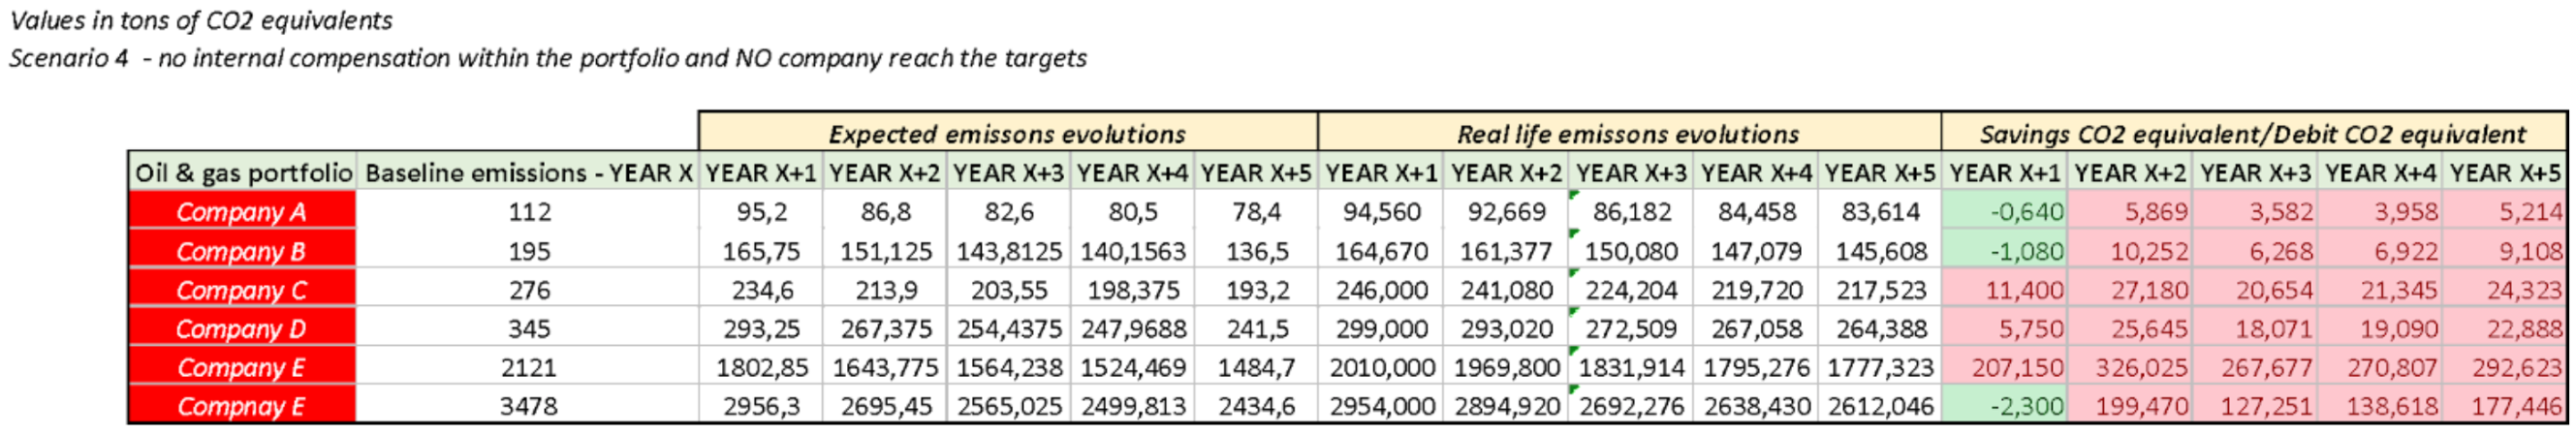 Values in tons of CO2 equivalents
Scenario 4 - no internal compensation within the portfolio and NO company reach the targets
Expected emissons evolutions Real life emissons evolutions Savings CO2 equivalent/Debit CO2 equivalent
Oil & gas portfolio Baseline emissions - YEAR X YEAR X+1 YEAR X+2 YEAR X+3 YEAR X+4 YEAR X+5 YEAR X+1 YEAR X+2 YEAR X+3 YEAR X+4 YEAR X+5 YEAR X+1 YEAR X+2 YEAR X+3 YEAR X+4 YEAR X+5
Company A 112 95,2 86,8 82,6 80,5 78,4 94,560 92,669 86,182 84,458 83,614 -0,640 5,869 3,582 3,958 5,214
Company B 195 165,75 151,125 143,8125 140,1563 136,5 164,670 161,377 150,080 147,079 145,608 -1,080 10,252 6,268 6,922 9,108
Company C 276 234,6 213,9 203,55 198,375 193,2 246,000 241,080 224,204 219,720 217,523 11,400 27,180 20,654 21,345 24,323
Company D 345 293,25 267,375 254,4375 247,9688 241,5 299,000 293,020 272,509 267,058 264,388 5,750 25,645 18,071 19,090 22,888
Company E 2121 1802,85 1643,775 1564,238 1524,469 1484,7 2010,000 1969,800 1831,914 1795,276 1777,323 207,150 326,025 267,677 270,807 292,623
Compnay E 3478 2956,3 2695,45 2565,025 2499,813 2434,6 2954,000 2894,920 2692,276 2638,430 2612,046 -2,300 199,470 127,251 138,618 177,446